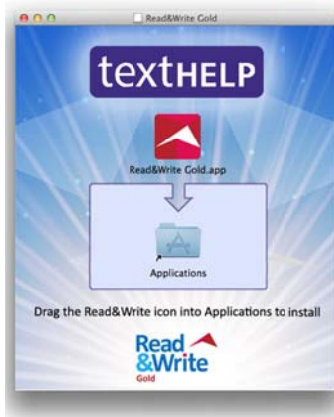 Read&Write Gold
textHELP
Read&Write Gold.app
Applications
Drag the Read&Write icon into Applications to install
Read
&Write
Gold